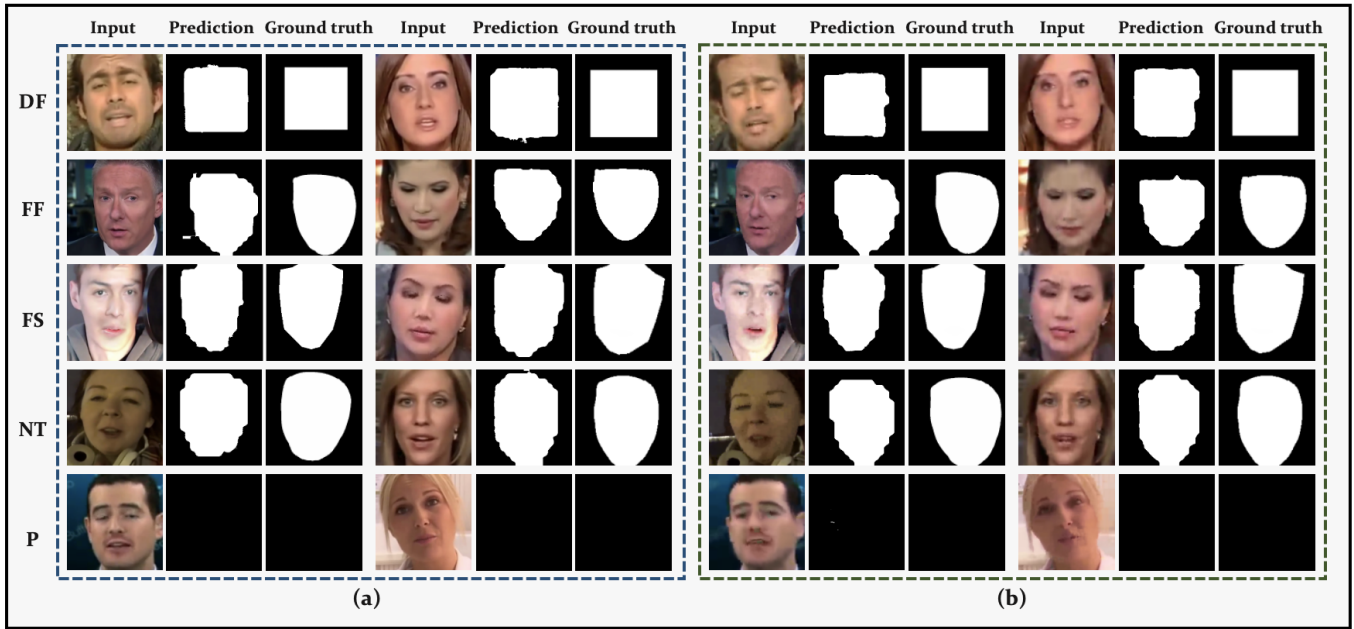 Input Prediction Ground truth Input Prediction Ground truth Input Prediction Ground truth Input Prediction Ground truth
DF
FF
FS
NT
P
(a) (b)